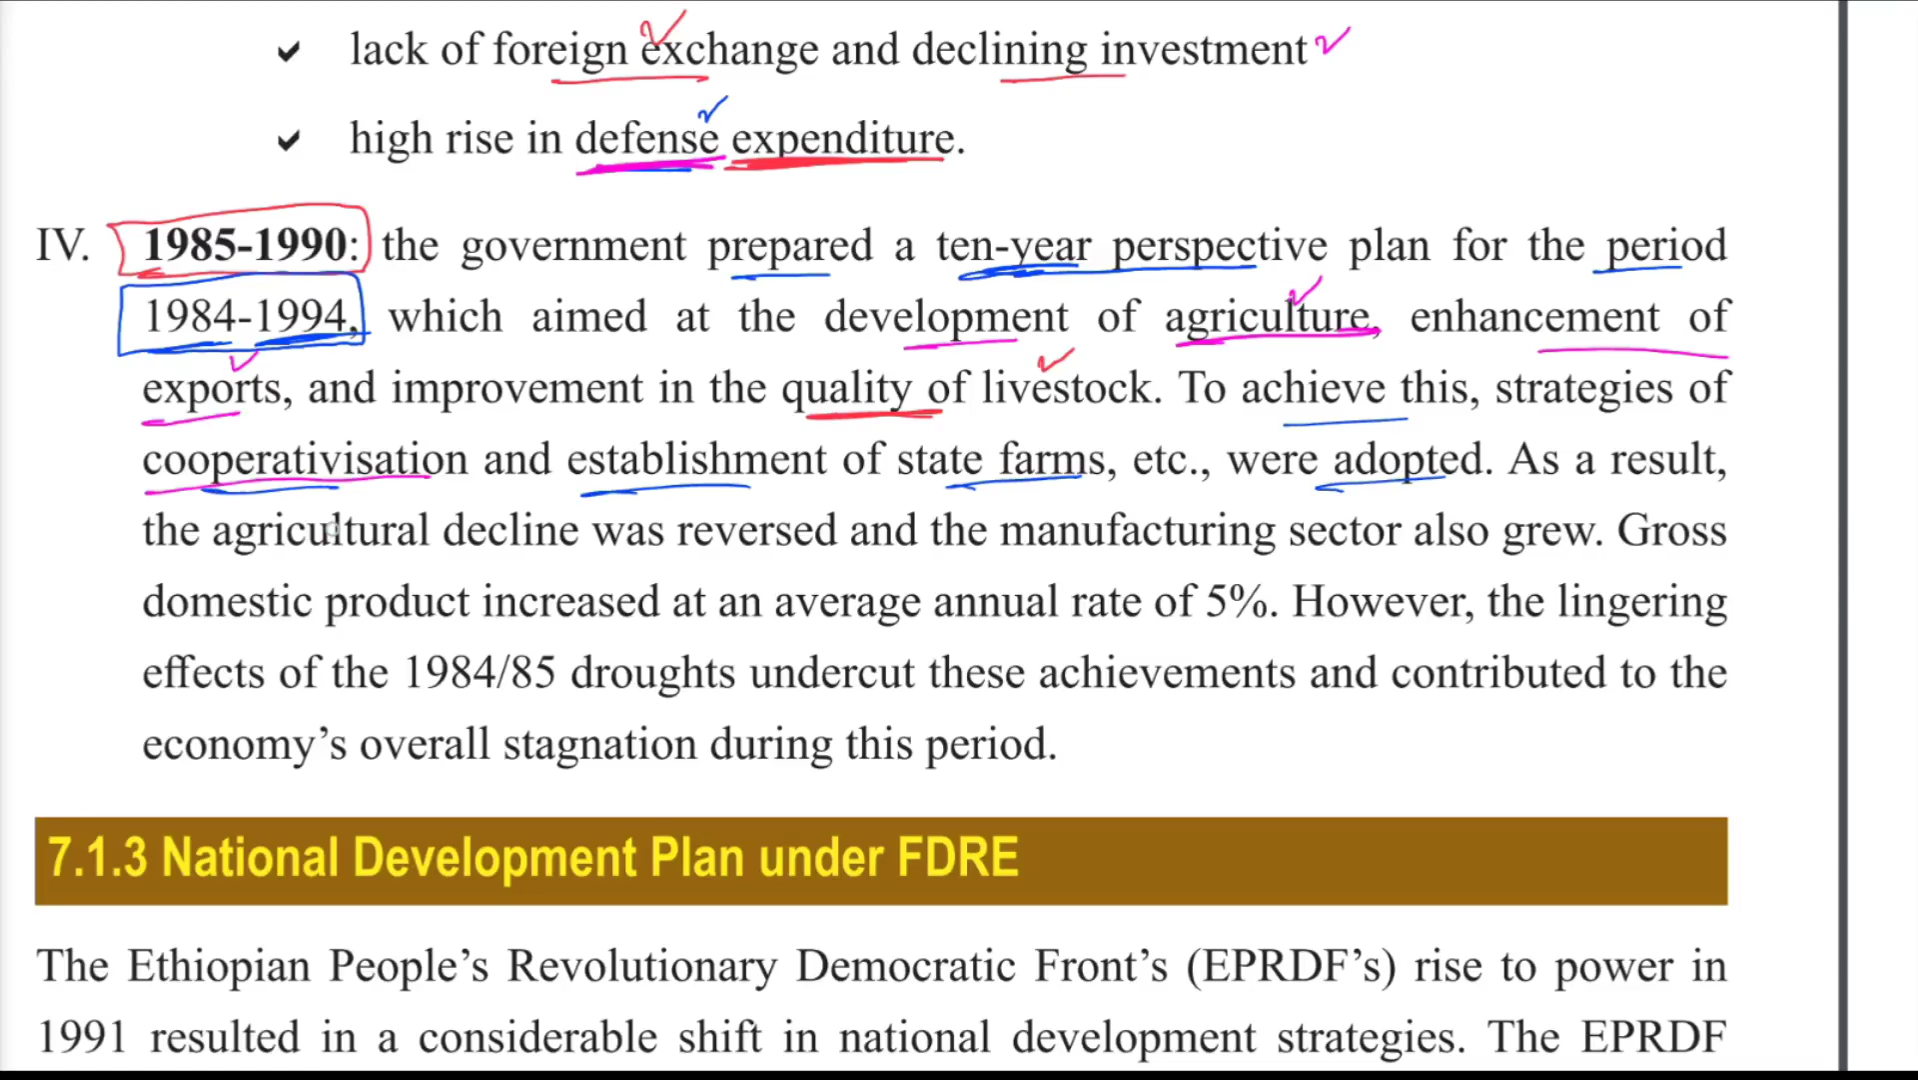 ✓ lack of foreign exchange and declining investment
✓ high rise in defense expenditure.
IV. 1985-1990: the government prepared a ten-year perspective plan for the period
1984-1994, which aimed at the development of agriculture, enhancement of
exports, and improvement in the quality of livestock. To achieve this, strategies of
cooperativisation and establishment of state farms, etc., were adopted. As a result,
the agricultural decline was reversed and the manufacturing sector also grew. Gross
domestic product increased at an average annual rate of 5%. However, the lingering
effects of the 1984/85 droughts undercut these achievements and contributed to the
economy’s overall stagnation during this period.
7.1.3 National Development Plan under FDRE
The Ethiopian People’s Revolutionary Democratic Front’s (EPRDF’s) rise to power in
1991 resulted in a considerable shift in national development strategies. The EPRDF